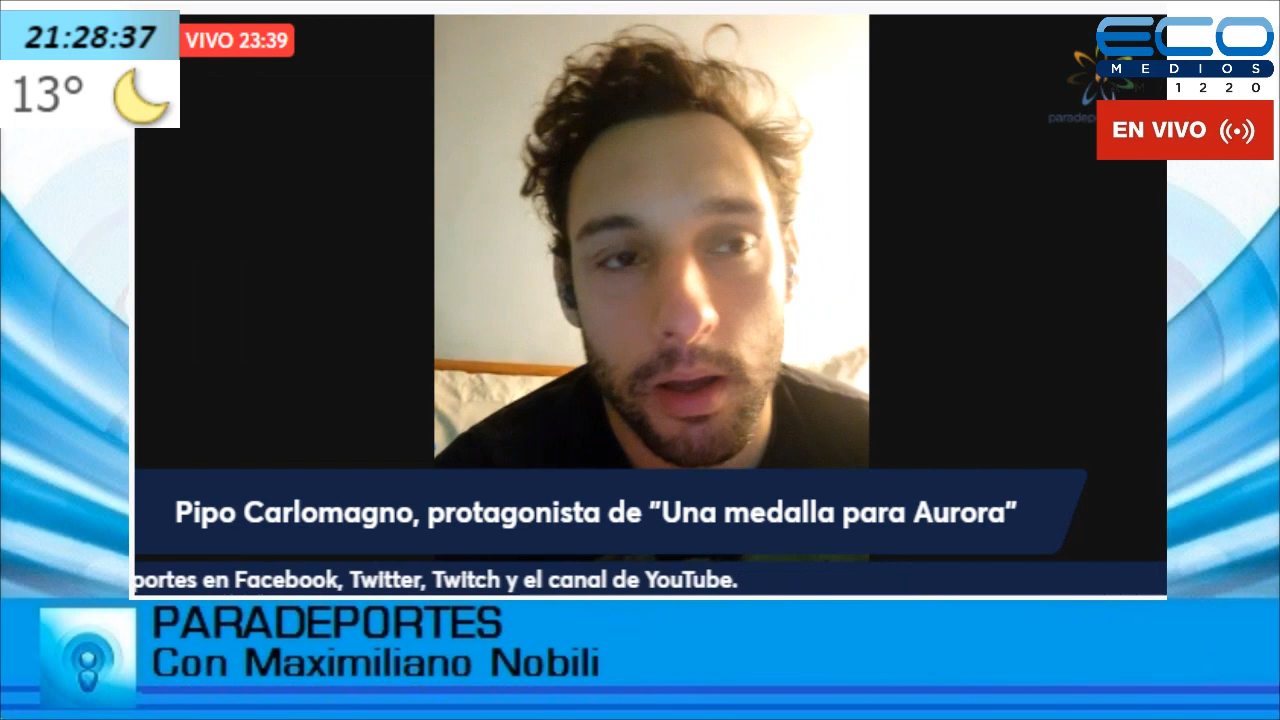 21:28:37
VIVO 23:39
13°
ECO
MEDIOS
1220
EN VIVO
Pipo Carlomagno, protagonista de "Una medalla para Aurora"
portes en Facebook, Twitter, Twitch y el canal de YouTube.
PARADEPORTES
Con Maximiliano Nobili